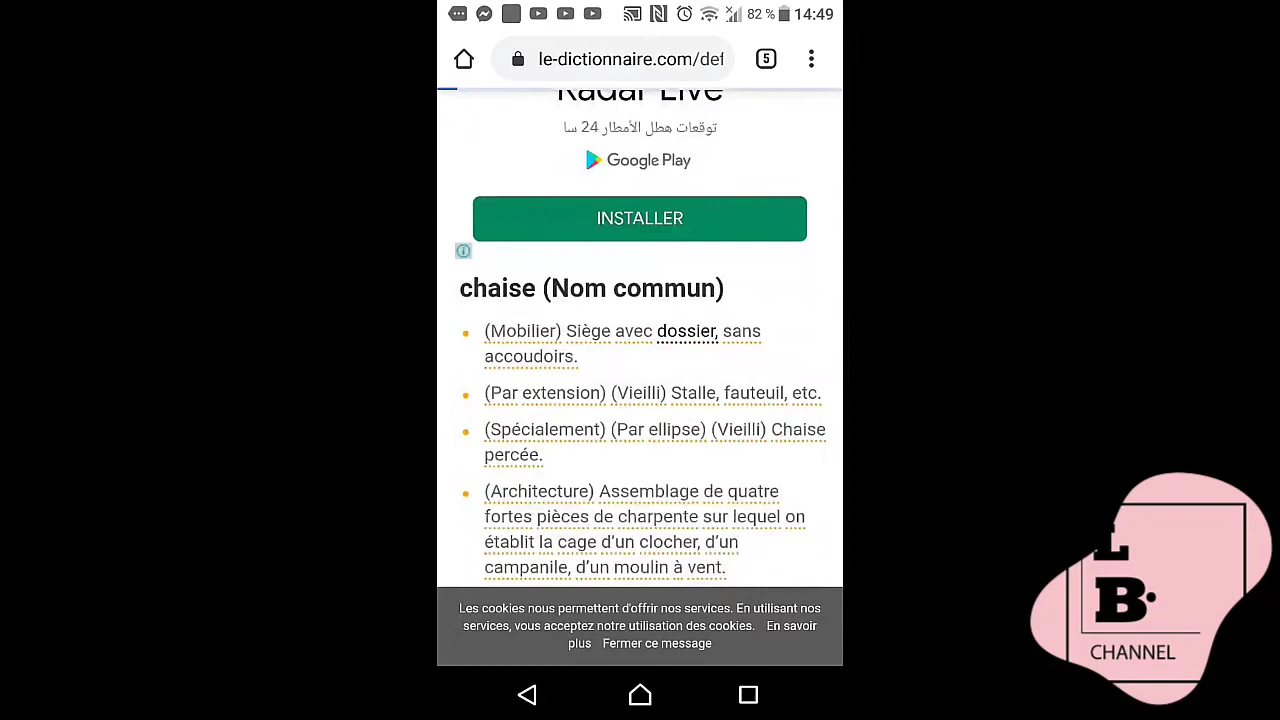 82 %
14:49
le-dictionnaire.com/def
5
Radar Live
توقعات هطل الأمطار 24 سا
Google Play
INSTALLER
chaise (Nom commun)
(Mobilier) Siège avec dossier, sans
accoudoirs.
(Par extension) (Vieilli) Stalle, fauteuil, etc.
(Spécialement) (Par ellipse) (Vieilli) Chaise
percée.
(Architecture) Assemblage de quatre
fortes pièces de charpente sur lequel on
établit la cage d’un clocher, d’un
campanile, d’un moulin à vent.
Les cookies nous permettent d'offrir nos services. En utilisant nos
services, vous acceptez notre utilisation des cookies. En savoir
plus Fermer ce message
B.
CHANNEL